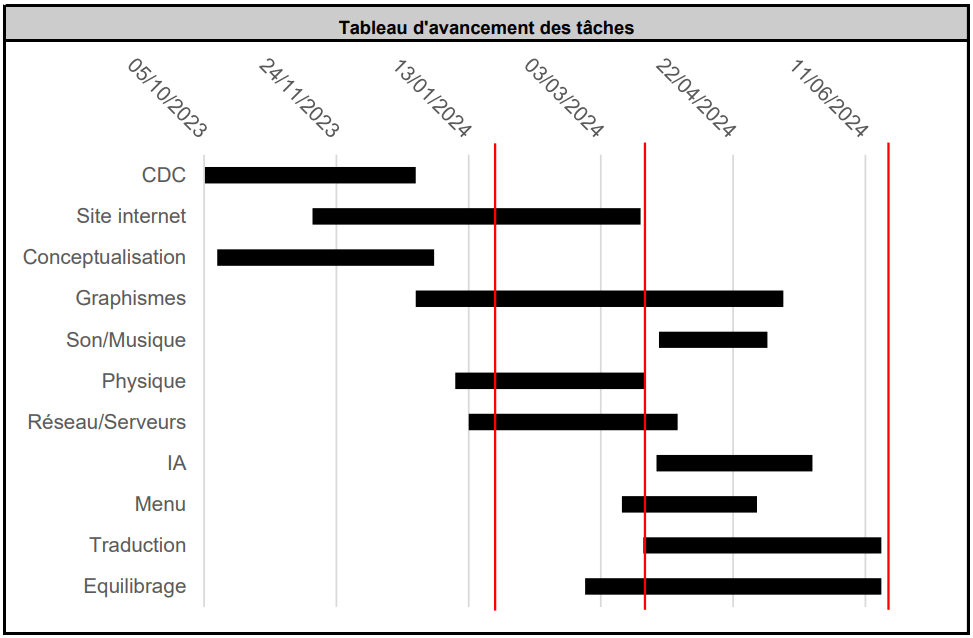 Tableau d'avancement des tâches
05/10/2023
24/11/2023
13/01/2024
03/03/2024
22/04/2024
11/06/2024
CDC
Site internet
Conceptualisation
Graphismes
Son/Musique
Physique
Réseau/Serveurs
IA
Menu
Traduction
Equilibrage